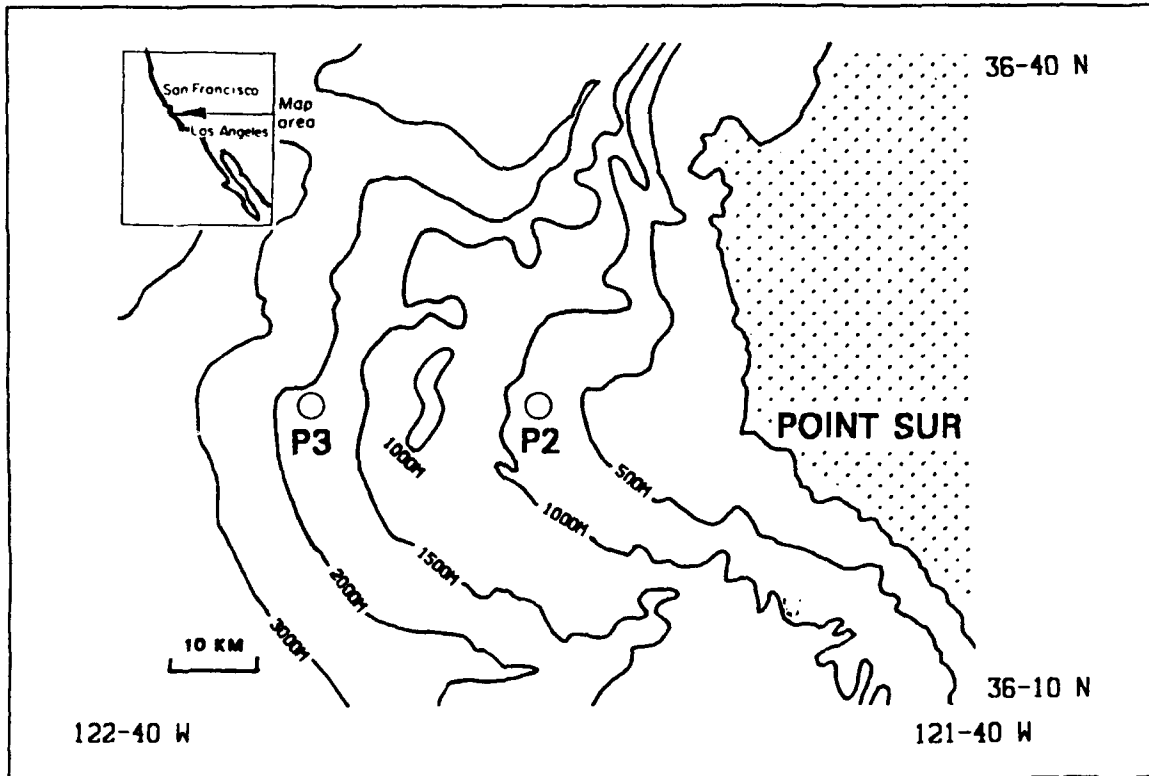 36-40 N
San Francisco
Map
area
Los Angeles
POINT SUR
P3
P2
1000M
500M
1000M
1500M
2000M
3000M
10 KM
36-10 N
122-40 W
121-40 W